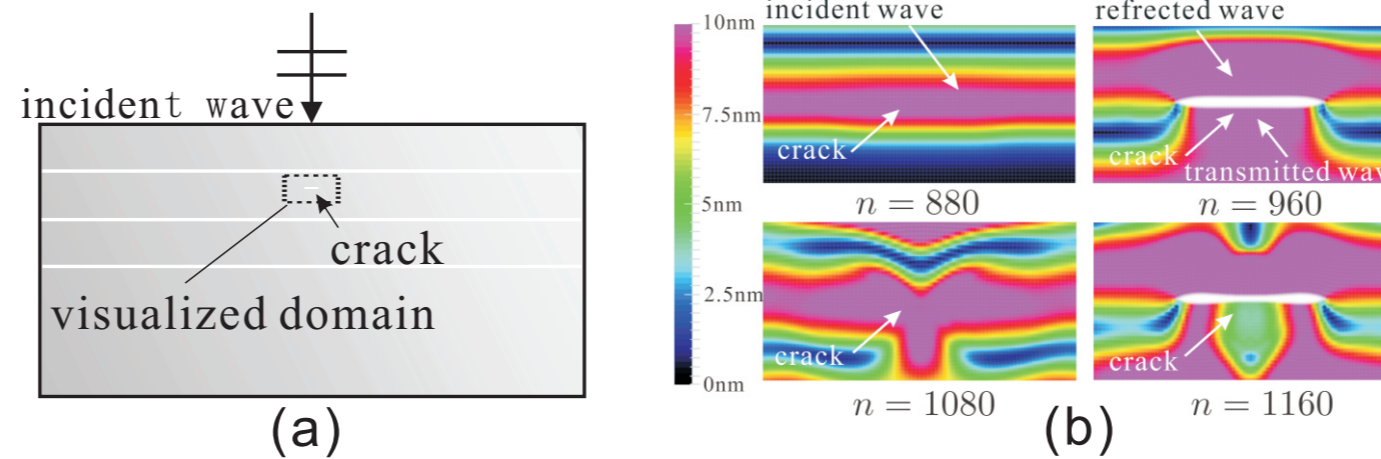 incident wave
crack
visualized domain
(a)
10nm
7.5nm
5nm
2.5nm
0nm
incident wave
crack
n = 880
refrected wave
crack
transmitted wav
n = 960
crack
n = 1080
crack
n = 1160
(b)